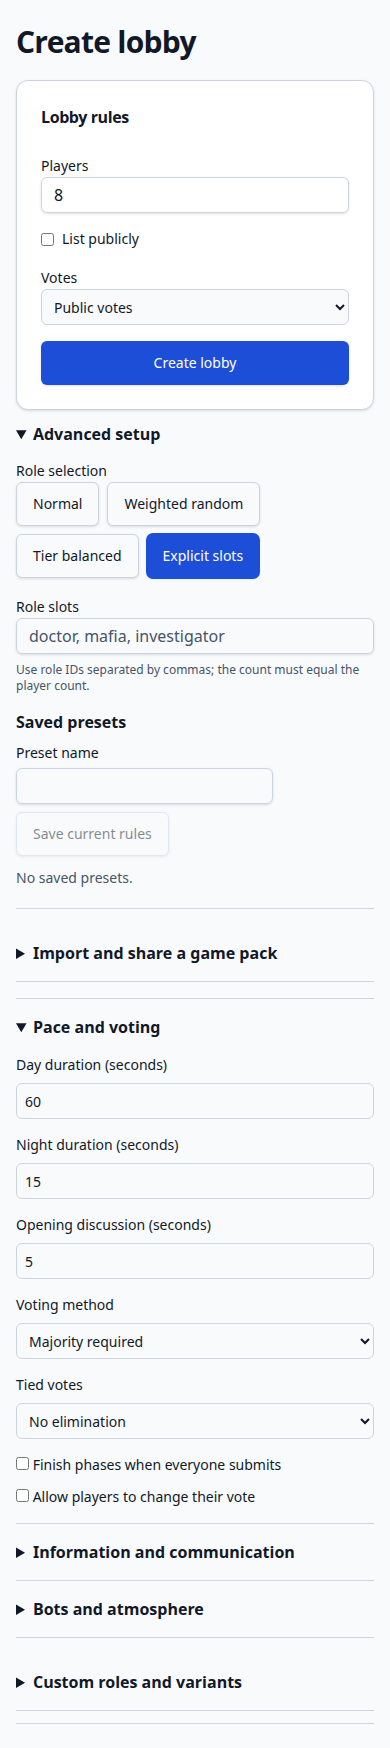 Create lobby
Lobby rules
Players
8
List publicly
Votes
Public votes
Create lobby
Advanced setup
Role selection
Normal
Weighted random
Tier balanced
Explicit slots
Role slots
doctor, mafia, investigator
Use role IDs separated by commas; the count must equal the
player count.
Saved presets
Preset name
Save current rules
No saved presets.
Import and share a game pack
Pace and voting
Day duration (seconds)
60
Night duration (seconds)
15
Opening discussion (seconds)
5
Voting method
Majority required
Tied votes
No elimination
Finish phases when everyone submits
Allow players to change their vote
Information and communication
Bots and atmosphere
Custom roles and variants